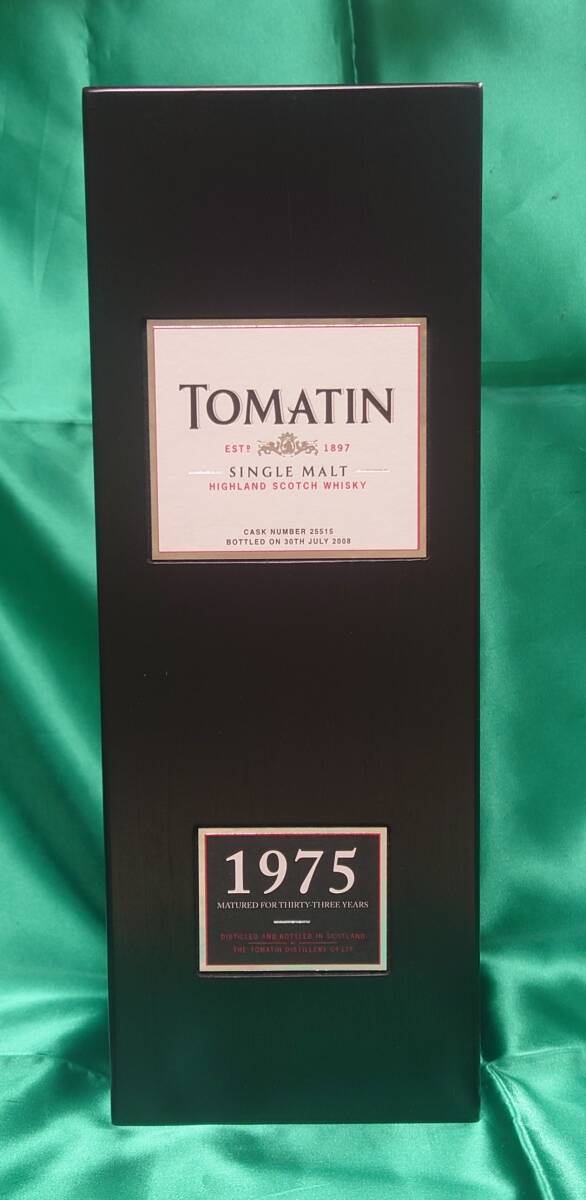 TOMATIN
ESTD 1897
SINGLE MALT
HIGHLAND SCOTCH WHISKY
CASK NUMBER 25515
BOTTLED ON 30TH JULY 2008
1975
MATURED FOR THIRTY-THREE YEARS
DISTILLED AND BOTTLED IN SCOTLAND
BY
THE TOMATIN DISTILLERY CO LTD